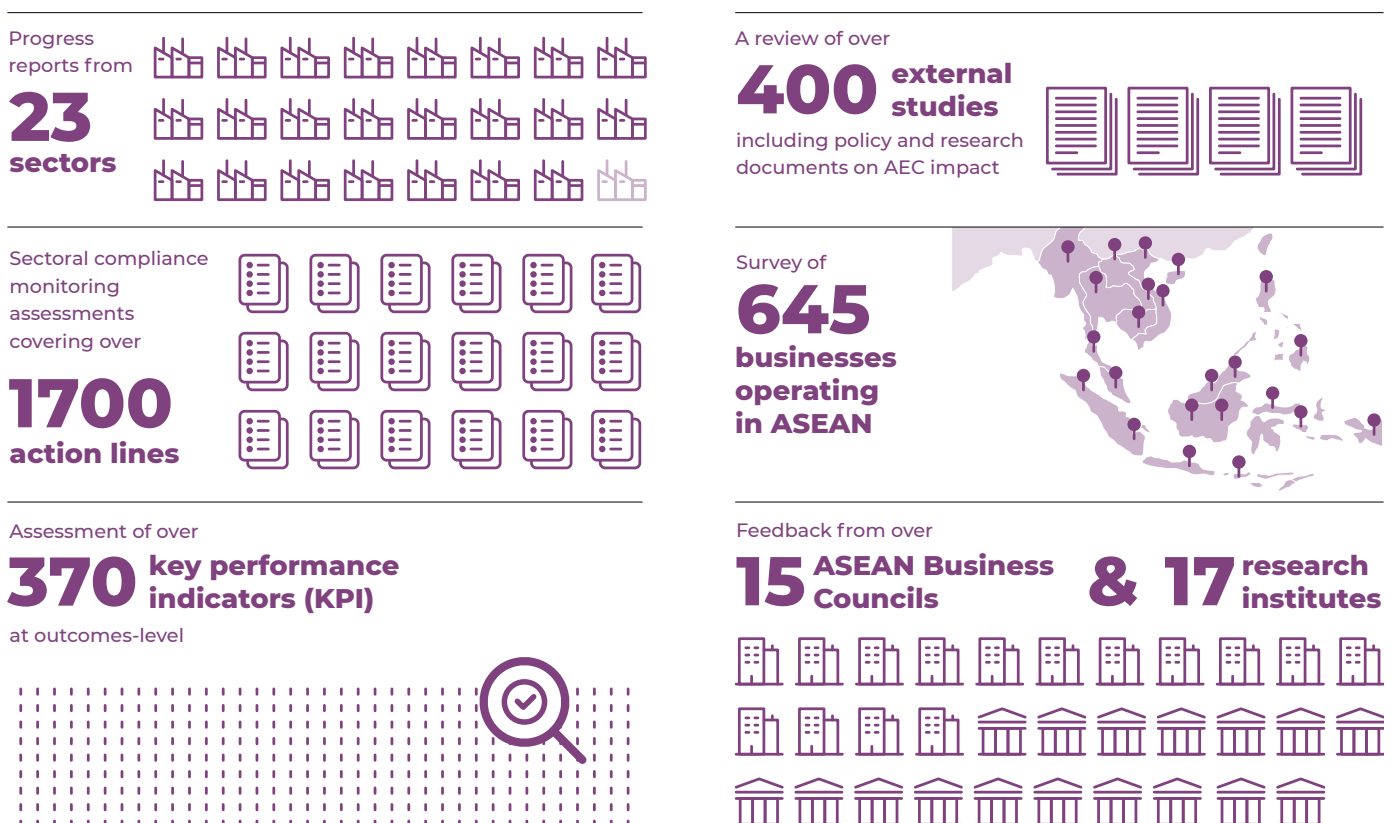 Progress
reports from
23
sectors
A review of over
400 external
studies
including policy and research
documents on AEC impact
Sectoral compliance
monitoring
assessments
covering over
1700
action lines
Survey of
645
businesses
operating
in ASEAN
Assessment of over
370 key performance
indicators (KPI)
at outcomes-level
Feedback from over
15 ASEAN Business
Councils
& 17 research
institutes